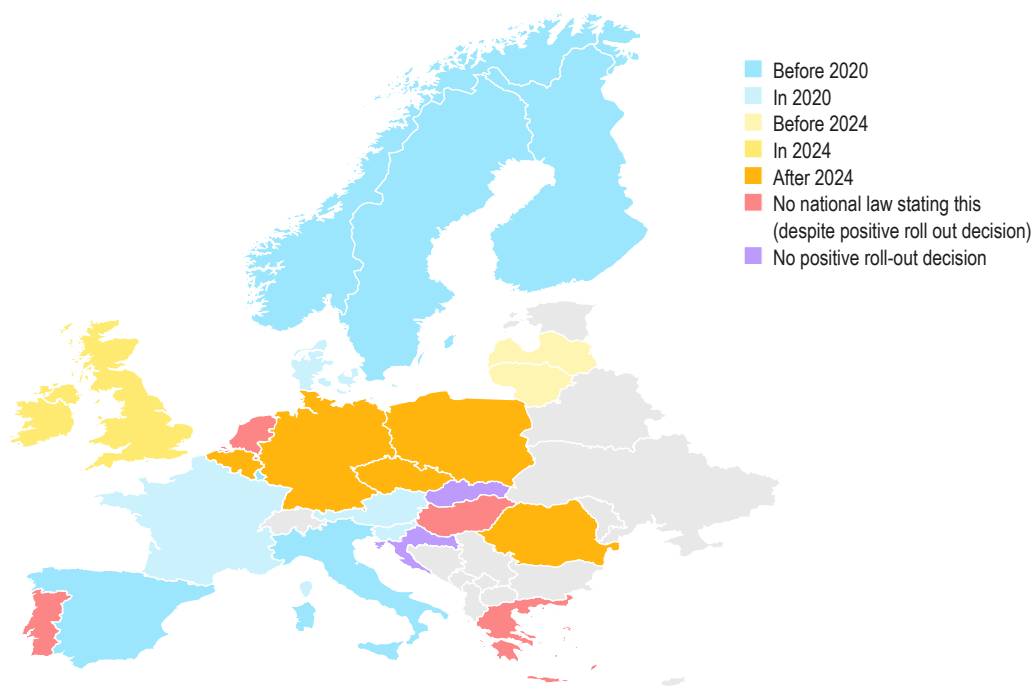 Before 2020
In 2020
Before 2024
In 2024
After 2024
No national law stating this
(despite positive roll out decision)
No positive roll-out decision